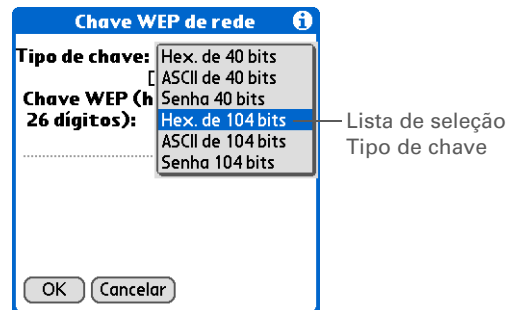 Chave WEP de rede
Tipo de chave:
Hex. de 40 bits
ASCII de 40 bits
Senha 40 bits
Hex. de 104 bits
ASCII de 104 bits
Senha 104 bits
Chave WEP (h
26 dígitos):
Lista de seleção
Tipo de chave
OK
Cancelar